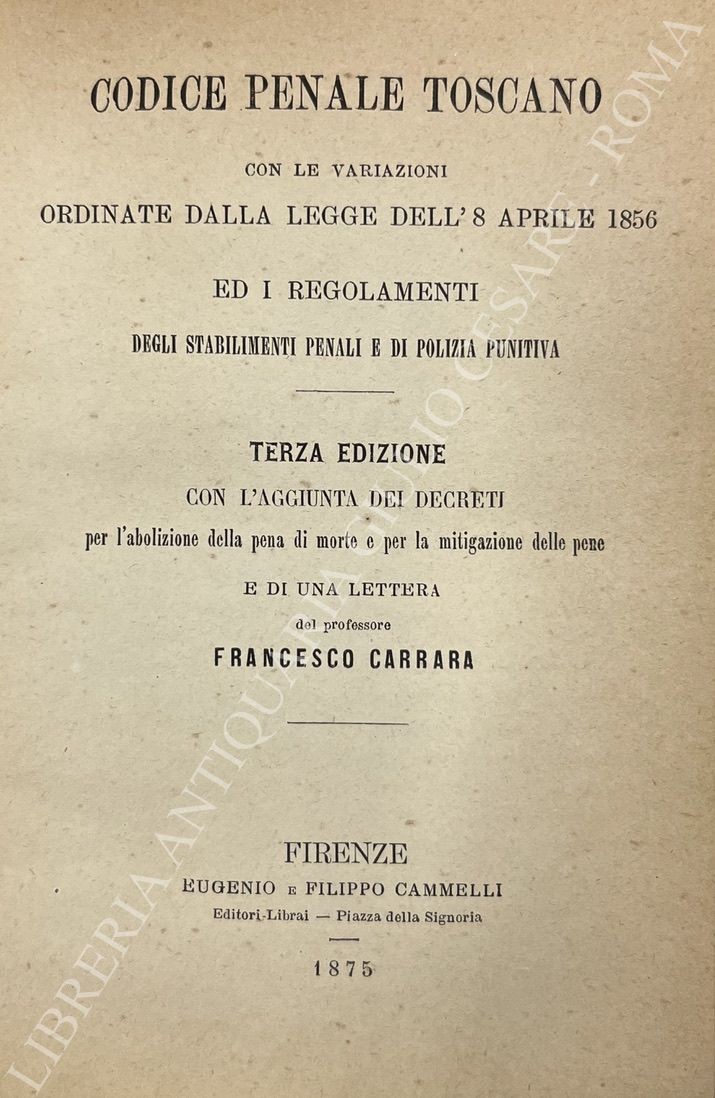 CODICE PENALE TOSCANO
CON LE VARIAZIONI
ORDINATE DALLA LEGGE DELL' 8 APRILE 1856
ED I REGOLAMENTI
DEGLI STABILIMENTI PENALI E DI POLIZIA PUNITIVA
TERZA EDIZIONE
CON L'AGGIUNTA DEI DECRETI
per l'abolizione della pena di morte e per la mitigazione delle pene
E DI UNA LETTERA
del professore
FRANCESCO CARRARA
FIRENZE
EUGENIO E FILIPPO CAMMELLI
Editori-Librai — Piazza della Signoria
1875
LIBRERIA ANTIQUARIA GIULIO CESARE - ROMA